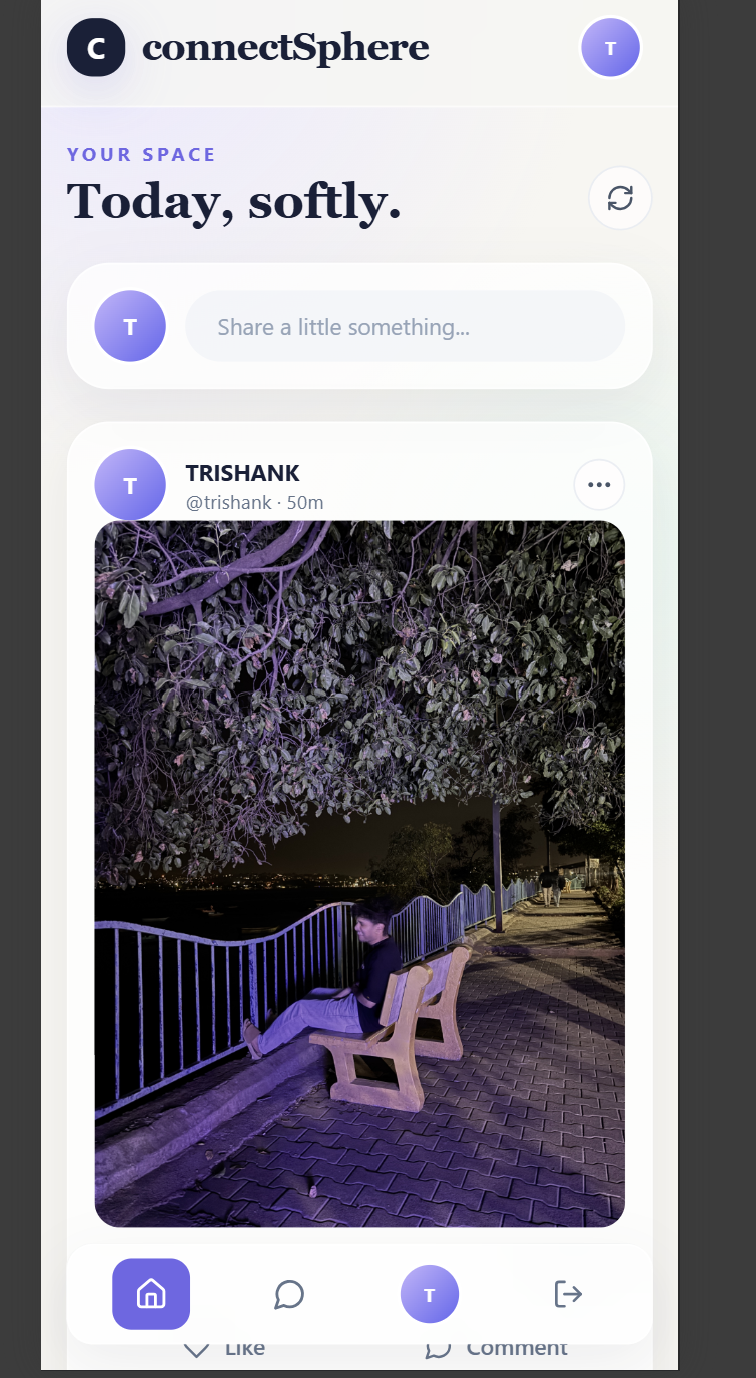 C connectSphere T
YOUR SPACE
Today, softly.
T Share a little something...
T TRISHANK
@trishank · 50m
T
Like Comment